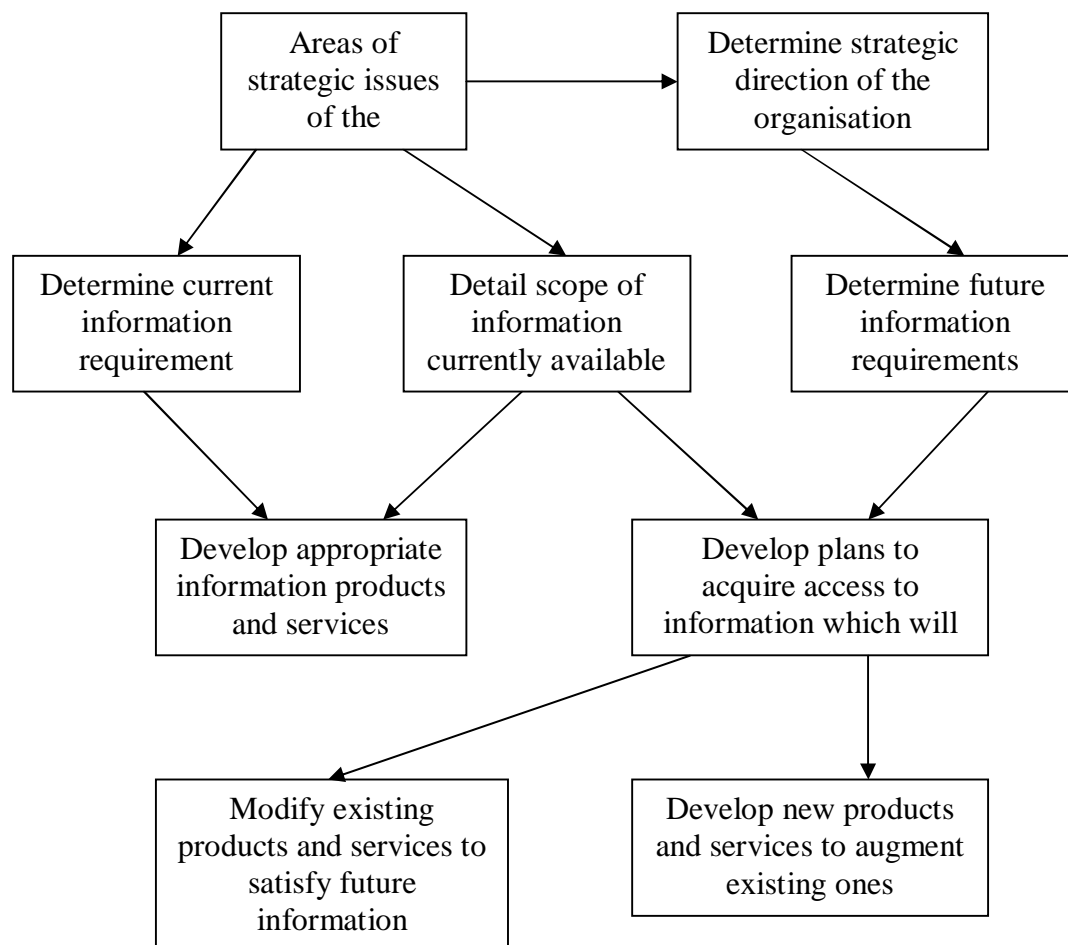 Areas of
strategic issues
of the
Determine strategic
direction of the
organisation
Determine current
information
requirement
Detail scope of
information
currently available
Determine future
information
requirements
Develop appropriate
information products
and services
Develop plans to
acquire access to
information which will
Modify existing
products and services to
satisfy future
information
Develop new products
and services to augment
existing ones